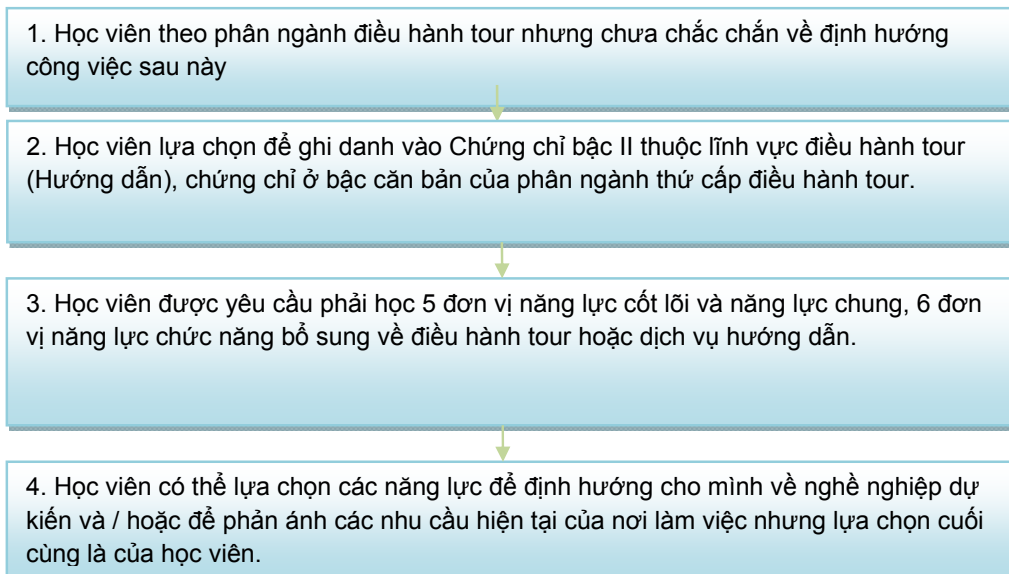 1. Học viên theo phân ngành điều hành tour nhưng chưa chắc chắn về định hướng
công việc sau này
2. Học viên lựa chọn để ghi danh vào Chứng chỉ bậc II thuộc lĩnh vực điều hành tour
(Hướng dẫn), chứng chỉ ở bậc căn bản của phân ngành thứ cấp điều hành tour.
3. Học viên được yêu cầu phải học 5 đơn vị năng lực cốt lõi và năng lực chung, 6 đơn
vị năng lực chức năng bổ sung về điều hành tour hoặc dịch vụ hướng dẫn.
4. Học viên có thể lựa chọn các năng lực để định hướng cho mình về nghề nghiệp dự
kiến và / hoặc để phản ánh các nhu cầu hiện tại của nơi làm việc nhưng lựa chọn cuối
cùng là của học viên.